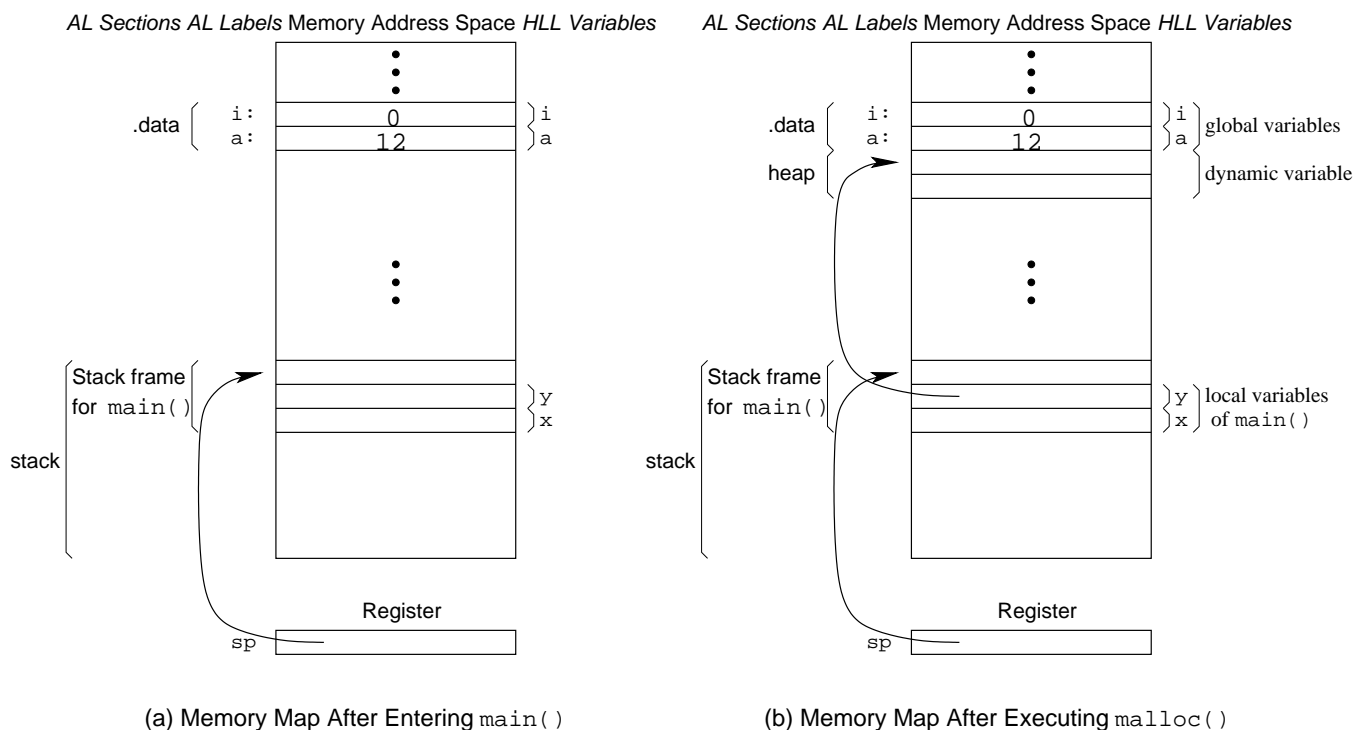 AL Sections AL Labels Memory Address Space HLL Variables
i: 0 i
.data
a: 12 a
Stack frame
for main()
y
x
stack
Register
sp
(a) Memory Map After Entering main()
AL Sections AL Labels Memory Address Space HLL Variables
i: 0 i
.data global variables
a: 12 a
heap dynamic variable
Stack frame
for main()
y local variables
x of main()
stack
Register
sp
(b) Memory Map After Executing malloc()